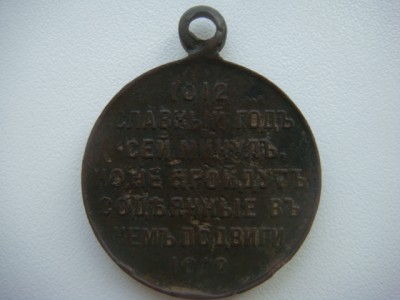 1812
СЛАВНЫЙ ГОДЪ
СЕЙ МИНУЛЪ,
НО НЕ ПРОЙДУТЪ
СОДѢЯННЫЕ ВЪ
НЕМЪ ПОДВИГИ
1912